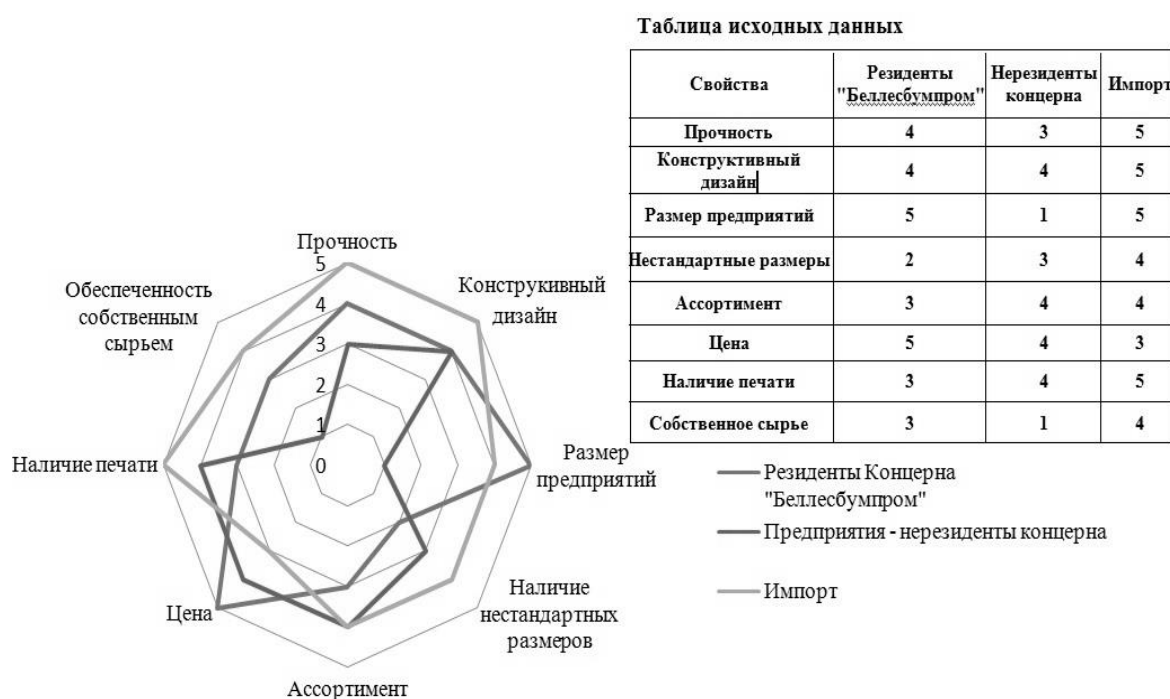 Таблица исходных данных
Свойства
Резиденты
"Беллесбумпром"
Нерезиденты
концерна
Импорт
Прочность
4
3
5
Конструктивный
дизайн
4
4
5
Размер предприятий
5
1
5
Нестандартные размеры
2
3
4
Ассортимент
3
4
4
Цена
5
4
3
Наличие печати
3
4
5
Собственное сырье
3
1
4
Прочность
Обеспеченность
собственным
сырьем
Конструкивный
дизайн
5
4
3
2
1
0
Наличие печати
Размер
предприятий
Цена
Наличие
нестандартных
размеров
Ассортимент
Резиденты Концерна
"Беллесбумпром"
Предприятия - нерезиденты концерна
Импорт